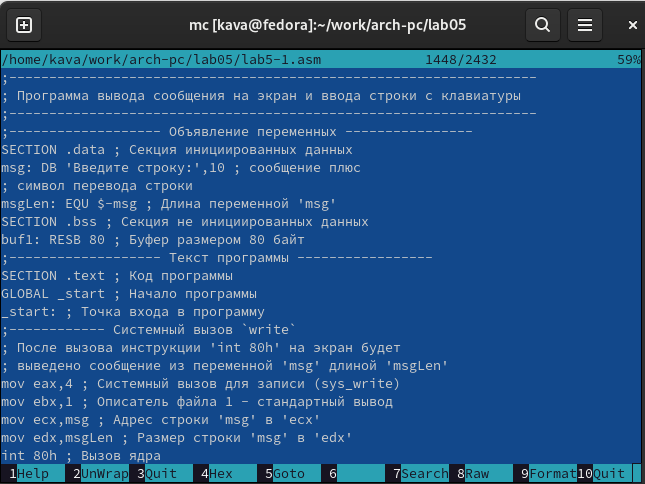 mc [kava@fedora]:~/work/arch-pc/lab05
/home/kava/work/arch-pc/lab05/lab5-1.asm 1448/2432 59%
;------------------------------------------------------------------
; Программа вывода сообщения на экран и ввода строки с клавиатуры
;------------------------------------------------------------------
;------------------- Объявление переменных ----------------
SECTION .data ; Секция инициированных данных
msg: DB 'Введите строку:',10 ; сообщение плюс
; символ перевода строки
msgLen: EQU $-msg ; Длина переменной 'msg'
SECTION .bss ; Секция не инициированных данных
buf1: RESB 80 ; Буфер размером 80 байт
;------------------- Текст программы -----------------
SECTION .text ; Код программы
GLOBAL _start ; Начало программы
_start: ; Точка входа в программу
;------------ Системный вызов `write`
; После вызова инструкции 'int 80h' на экран будет
; выведено сообщение из переменной 'msg' длиной 'msgLen'
mov eax,4 ; Системный вызов для записи (sys_write)
mov ebx,1 ; Описатель файла 1 - стандартный вывод
mov ecx,msg ; Адрес строки 'msg' в 'ecx'
mov edx,msgLen ; Размер строки 'msg' в 'edx'
int 80h ; Вызов ядра
1Help 2UnWrap 3Quit 4Hex 5Goto 6 7Search 8Raw 9Format 10Quit